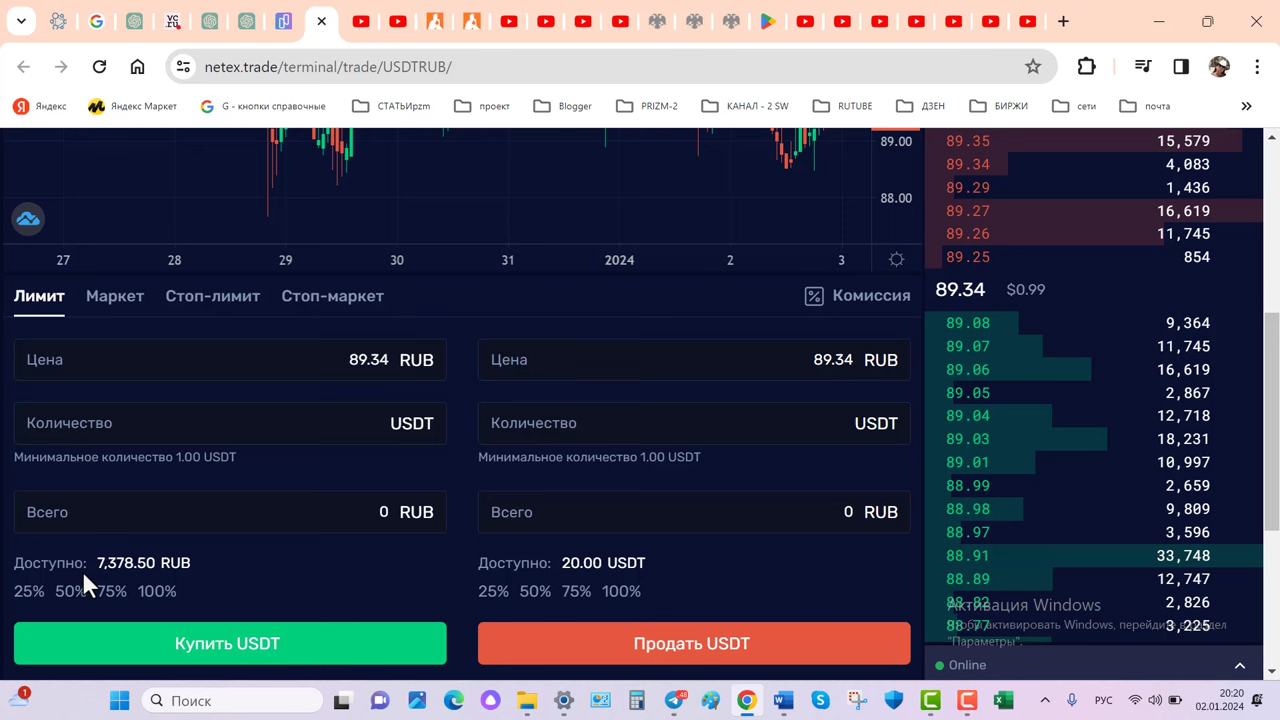 netex.trade/terminal/trade/USDTRUB/
Яндекс
Яндекс Маркет
G - кнопки справочные
СТАТЬИpzm
проект
Blogger
PRIZM-2
КАНАЛ - 2 SW
RUTUBE
ДЗЕН
БИРЖИ
сети
почта
89.00
88.00
27 28 29 30 31 2024 2 3
89.35 15,579
89.34 4,083
89.29 1,436
89.27 16,619
89.26 11,745
89.25 854
89.34 $0.99
89.08 9,364
89.07 11,745
89.06 16,619
89.05 2,867
89.04 12,718
89.03 18,231
89.01 10,997
88.99 2,659
88.98 9,809
88.97 3,596
88.91 33,748
88.89 12,747
88.82 2,826
88.77 3,225
Online
Лимит Маркет Стоп-лимит Стоп-маркет
Комиссия
Цена 89.34 RUB
Количество USDT
Минимальное количество 1.00 USDT
Всего 0 RUB
Доступно: 7,378.50 RUB
25% 50% 75% 100%
Купить USDT
Цена 89.34 RUB
Количество USDT
Минимальное количество 1.00 USDT
Всего 0 RUB
Доступно: 20.00 USDT
25% 50% 75% 100%
Продать USDT
Активация Windows
Чтобы активировать Windows, перейдите в раздел
"Параметры".
1
Поиск
48
РУС
20:20
02.01.2024